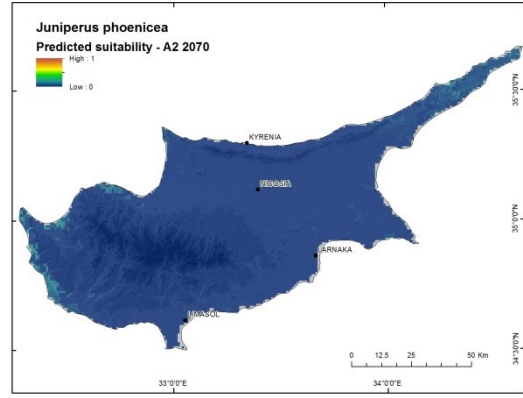 Juniperus phoenicea
Predicted suitability - A2 2070
High : 1
Low : 0
KYRENIA
NICOSIA
ARNAKA
LIMASOL
35°30'0"N
35°0'0"N
34°30'0"N
0 12.5 25 50 Km
33°0'0"E
34°0'0"E